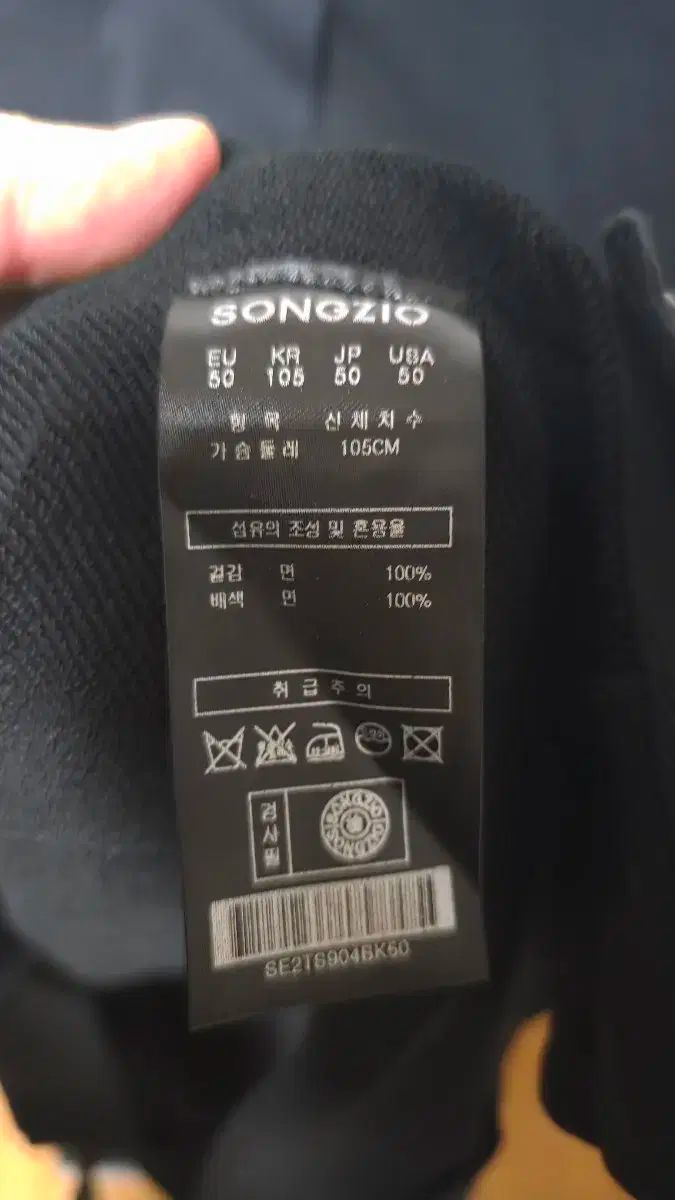 SONGZIO
EU KR JP USA
50 105 50 50
항목 신체치수
가슴둘레 105CM
섬유의 조성 및 혼용율
겉감 면 100%
배색 면 100%
취급주의
검사필
SONGZIO SONGZIO
SE2TS904BK50